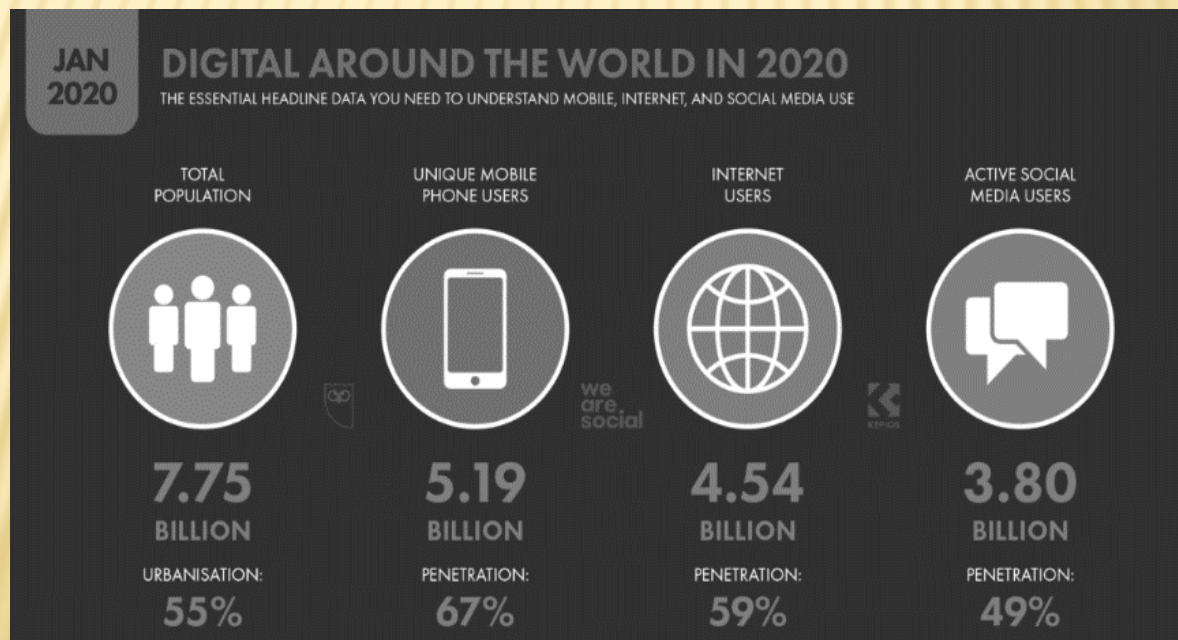 JAN
2020
DIGITAL AROUND THE WORLD IN 2020
THE ESSENTIAL HEADLINE DATA YOU NEED TO UNDERSTAND MOBILE, INTERNET, AND SOCIAL MEDIA USE
TOTAL
POPULATION
UNIQUE MOBILE
PHONE USERS
INTERNET
USERS
ACTIVE SOCIAL
MEDIA USERS
we
are
social
KEPIOS
7.75
BILLION
URBANISATION:
55%
5.19
BILLION
PENETRATION:
67%
4.54
BILLION
PENETRATION:
59%
3.80
BILLION
PENETRATION:
49%